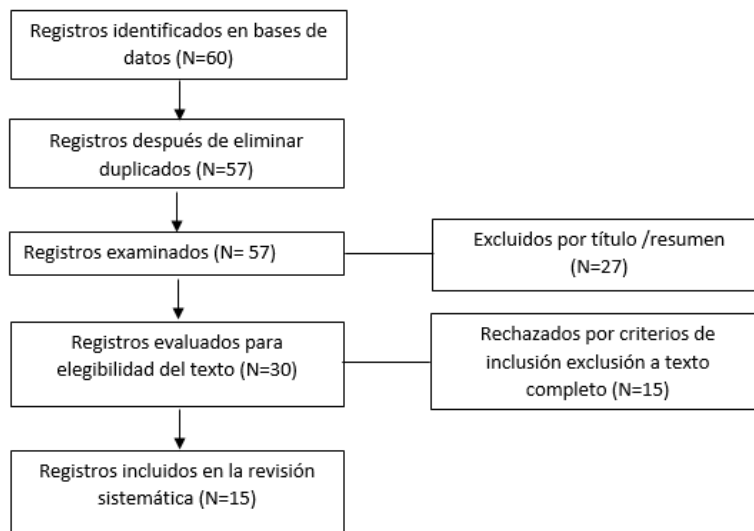 Registros identificados en bases de
datos (N=60)
Registros después de eliminar
duplicados (N=57)
Registros examinados (N= 57)
Excluidos por título /resumen
(N=27)
Registros evaluados para
elegibilidad del texto (N=30)
Rechazados por criterios de
inclusión exclusión a texto
completo (N=15)
Registros incluidos en la revisión
sistemática (N=15)